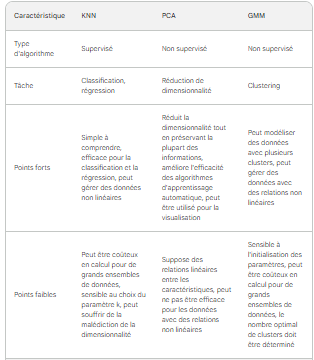 Caractéristique KNN PCA GMM
Type
d'algorithme
Supervisé
Non supervisé
Non supervisé
Tâche
Classification,
régression
Réduction de
dimensionnalité
Clustering
Points forts
Simple à
comprendre,
efficace pour la
classification et la
régression, peut
gérer des données
non linéaires
Réduit la
dimensionnalité tout
en préservant la
plupart des
informations,
améliore l'efficacité
des algorithmes
d'apprentissage
automatique, peut
être utilisé pour la
visualisation
Peut modéliser
des données
avec plusieurs
clusters, peut
gérer des
données avec
des relations non
linéaires
Points faibles
Peut être coûteux
en calcul pour de
grands ensembles
de données,
sensible au choix du
paramètre k, peut
souffrir de la
malédiction de la
dimensionnalité
Suppose des
relations linéaires
entre les
caractéristiques, peut
ne pas être efficace
pour les données
avec des relations
non linéaires
Sensible à
l'initialisation des
paramètres, peut
être coûteux en
calcul pour de
grands
ensembles de
données, le
nombre optimal
de clusters doit
être déterminé